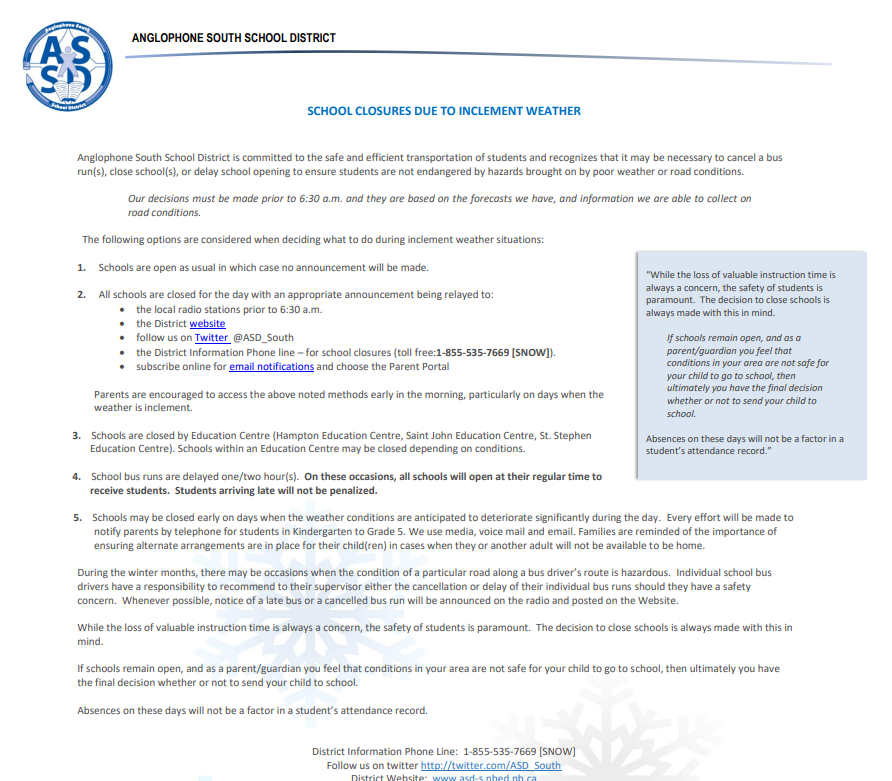 Anglophone South
AS
SD
School District
ANGLOPHONE SOUTH SCHOOL DISTRICT
SCHOOL CLOSURES DUE TO INCLEMENT WEATHER
Anglophone South School District is committed to the safe and efficient transportation of students and recognizes that it may be necessary to cancel a bus
run(s), close school(s), or delay school opening to ensure students are not endangered by hazards brought on by poor weather or road conditions.
Our decisions must be made prior to 6:30 a.m. and they are based on the forecasts we have, and information we are able to collect on
road conditions.
The following options are considered when deciding what to do during inclement weather situations:
1. Schools are open as usual in which case no announcement will be made.
2. All schools are closed for the day with an appropriate announcement being relayed to:
• the local radio stations prior to 6:30 a.m.
• the District website
• follow us on Twitter @ASD_South
• the District Information Phone line – for school closures (toll free:1-855-535-7669 [SNOW]).
• subscribe online for email notifications and choose the Parent Portal
Parents are encouraged to access the above noted methods early in the morning, particularly on days when the
weather is inclement.
3. Schools are closed by Education Centre (Hampton Education Centre, Saint John Education Centre, St. Stephen
Education Centre). Schools within an Education Centre may be closed depending on conditions.
4. School bus runs are delayed one/two hour(s). On these occasions, all schools will open at their regular time to
receive students. Students arriving late will not be penalized.
“While the loss of valuable instruction time is
always a concern, the safety of students is
paramount. The decision to close schools is
always made with this in mind.
If schools remain open, and as a
parent/guardian you feel that
conditions in your area are not safe for
your child to go to school, then
ultimately you have the final decision
whether or not to send your child to
school.
Absences on these days will not be a factor in a
student’s attendance record.”
5. Schools may be closed early on days when the weather conditions are anticipated to deteriorate significantly during the day. Every effort will be made to
notify parents by telephone for students in Kindergarten to Grade 5. We use media, voice mail and email. Families are reminded of the importance of
ensuring alternate arrangements are in place for their child(ren) in cases when they or another adult will not be available to be home.
During the winter months, there may be occasions when the condition of a particular road along a bus driver’s route is hazardous. Individual school bus
drivers have a responsibility to recommend to their supervisor either the cancellation or delay of their individual bus runs should they have a safety
concern. Whenever possible, notice of a late bus or a cancelled bus run will be announced on the radio and posted on the Website.
While the loss of valuable instruction time is always a concern, the safety of students is paramount. The decision to close schools is always made with this in
mind.
If schools remain open, and as a parent/guardian you feel that conditions in your area are not safe for your child to go to school, then ultimately you have
the final decision whether or not to send your child to school.
Absences on these days will not be a factor in a student’s attendance record.
District Information Phone Line: 1-855-535-7669 [SNOW]
Follow us on twitter http://twitter.com/ASD_South
District Website: www.asd-s.nbed.nb.ca